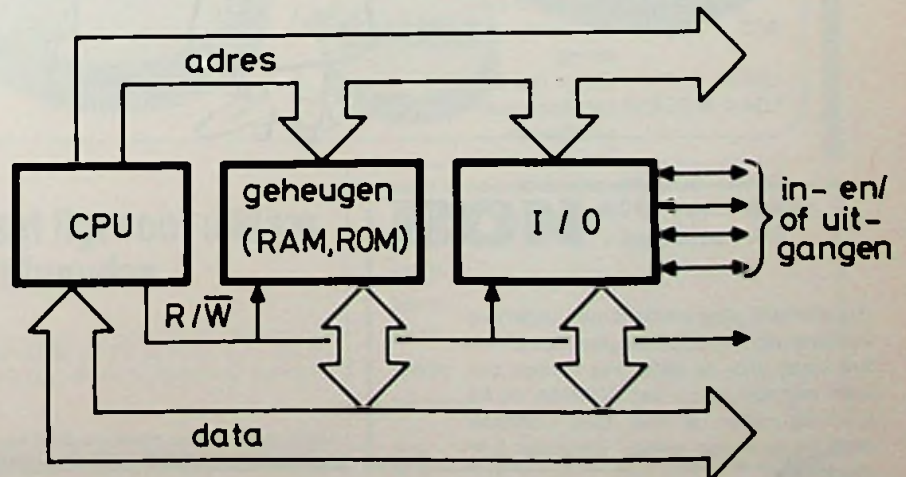 adres
CPU
geheugen
(RAM,ROM)
I / O
in- en/
of uit-
gangen
R/W̅
data